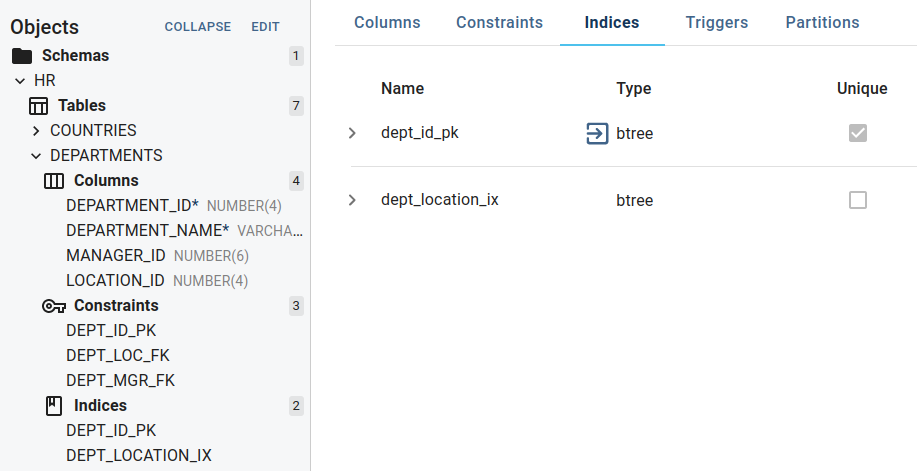 Objects COLLAPSE EDIT
Schemas 1
HR
Tables 7
COUNTRIES
DEPARTMENTS
Columns 4
DEPARTMENT_ID* NUMBER(4)
DEPARTMENT_NAME* VARCHA...
MANAGER_ID NUMBER(6)
LOCATION_ID NUMBER(4)
Constraints 3
DEPT_ID_PK
DEPT_LOC_FK
DEPT_MGR_FK
Indices 2
DEPT_ID_PK
DEPT_LOCATION_IX
Columns Constraints Indices Triggers Partitions
Name Type Unique
dept_id_pk btree
dept_location_ix btree